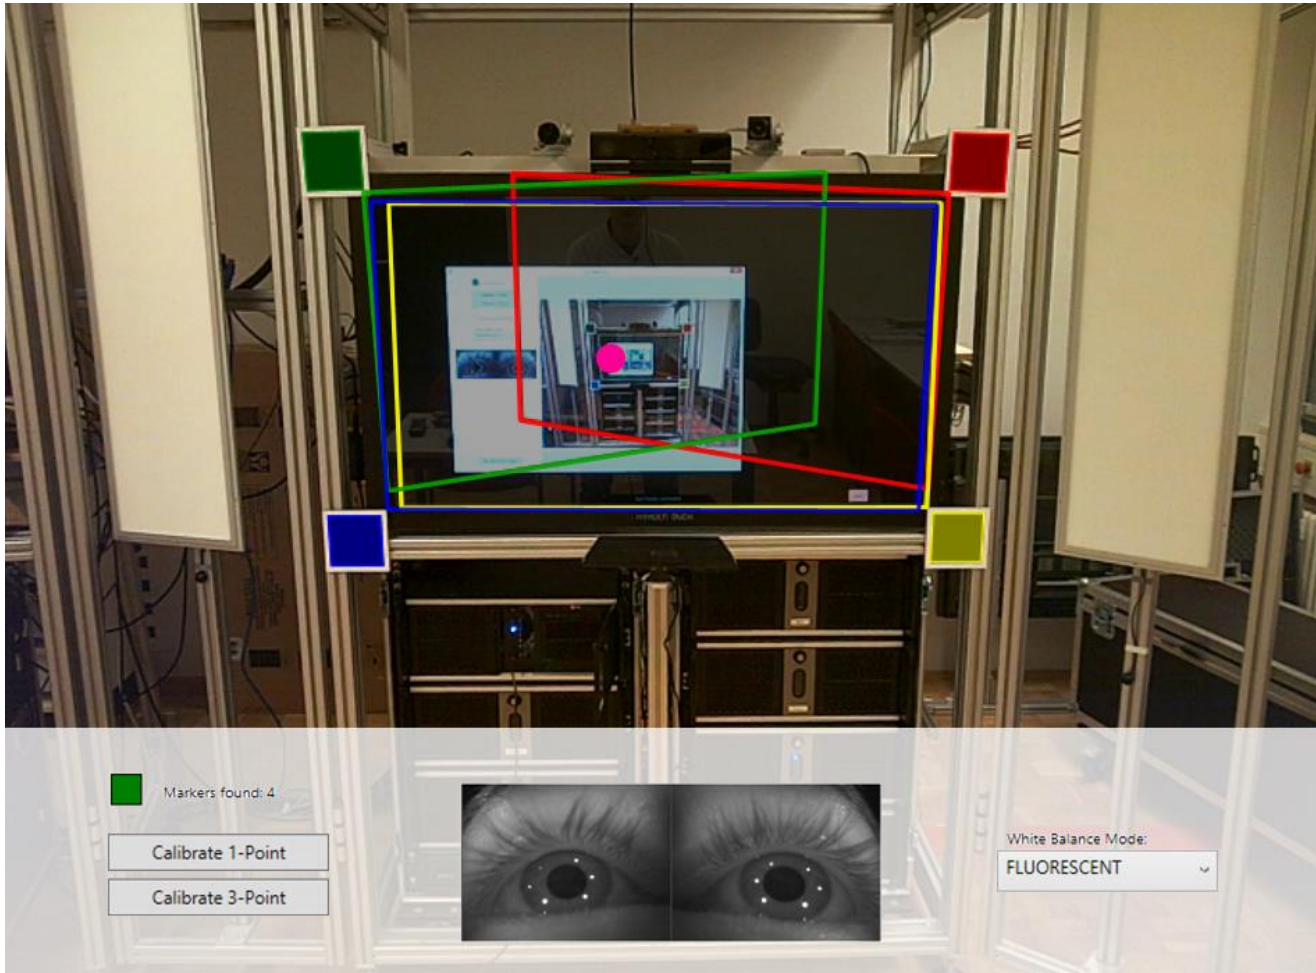 Markers found: 4
Calibrate 1-Point
Calibrate 3-Point
White Balance Mode:
FLUORESCENT